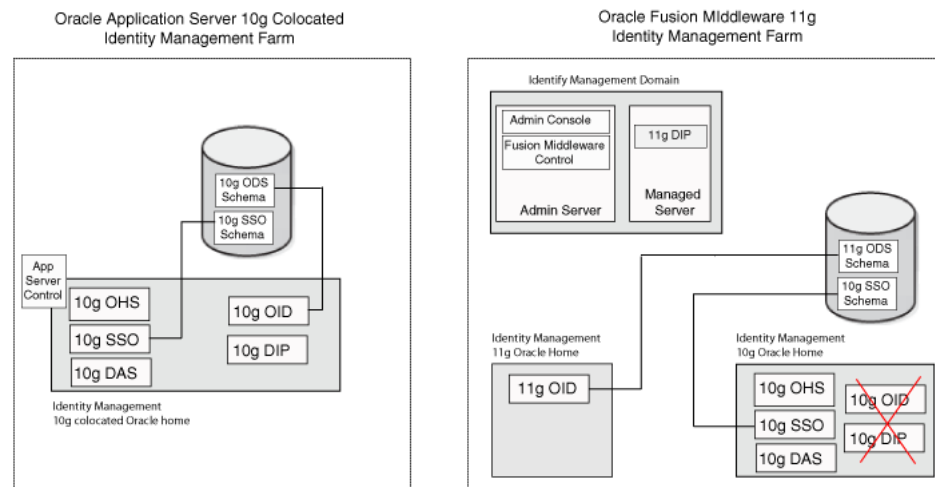 Oracle Application Server 10g Colocated
Identity Management Farm
10g ODS
Schema
10g SSO
Schema
App
Server
Control
10g OHS
10g SSO
10g DAS
10g OID
10g DIP
Identity Management
10g colocated Oracle home
Oracle Fusion MIddleware 11g
Identity Management Farm
Identify Management Domain
Admin Console
Fusion Middleware
Control
Admin Server
11g DIP
Managed
Server
11g ODS
Schema
10g SSO
Schema
Identity Management
11g Oracle Home
11g OID
Identity Management
10g Oracle Home
10g OHS
10g SSO
10g DAS
10g OID
10g DIP